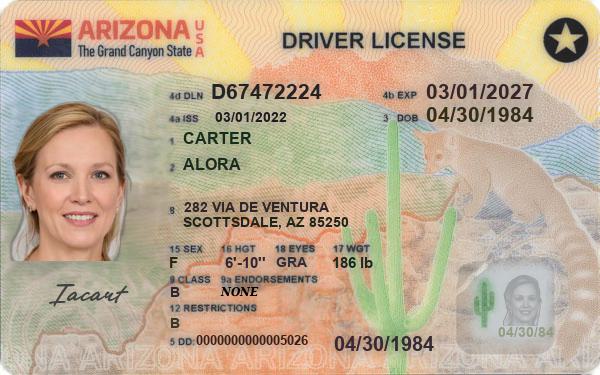 ARIZONA USA
The Grand Canyon State
DRIVER LICENSE
4d DLN D67472224
4b EXP 03/01/2027
4a ISS 03/01/2022
3 DOB 04/30/1984
1 CARTER
2 ALORA
8 282 VIA DE VENTURA
SCOTTSDALE, AZ 85250
15 SEX 16 HGT 18 EYES 17 WGT
F 6'-10" GRA 186 lb
9 CLASS 9a ENDORSEMENTS
B NONE
12 RESTRICTIONS
B
5 DD: 0000000000005026
04/30/1984
Iacart
04/30/84
ARIZONA ARIZONA ARIZONA ARIZONA